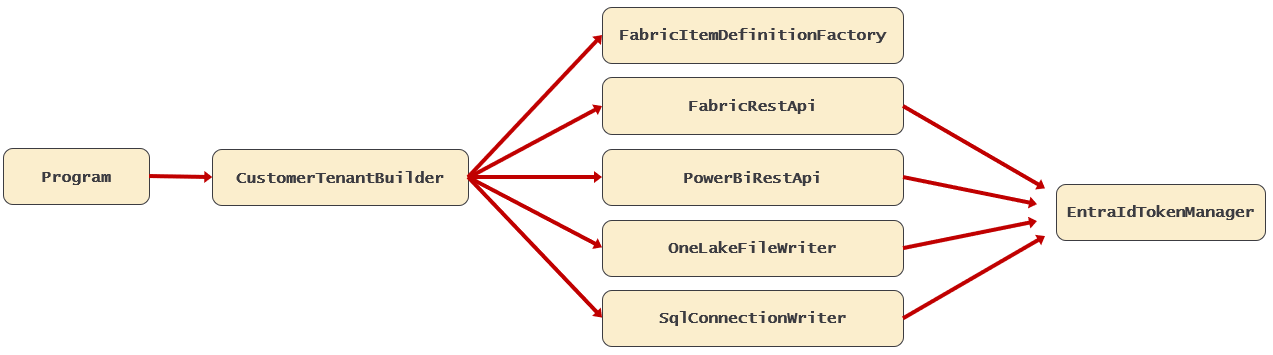 Program
CustomerTenantBuilder
FabricItemDefinitionFactory
FabricRestApi
PowerBiRestApi
OneLakeFileWriter
SqlConnectionWriter
EntraIdTokenManager